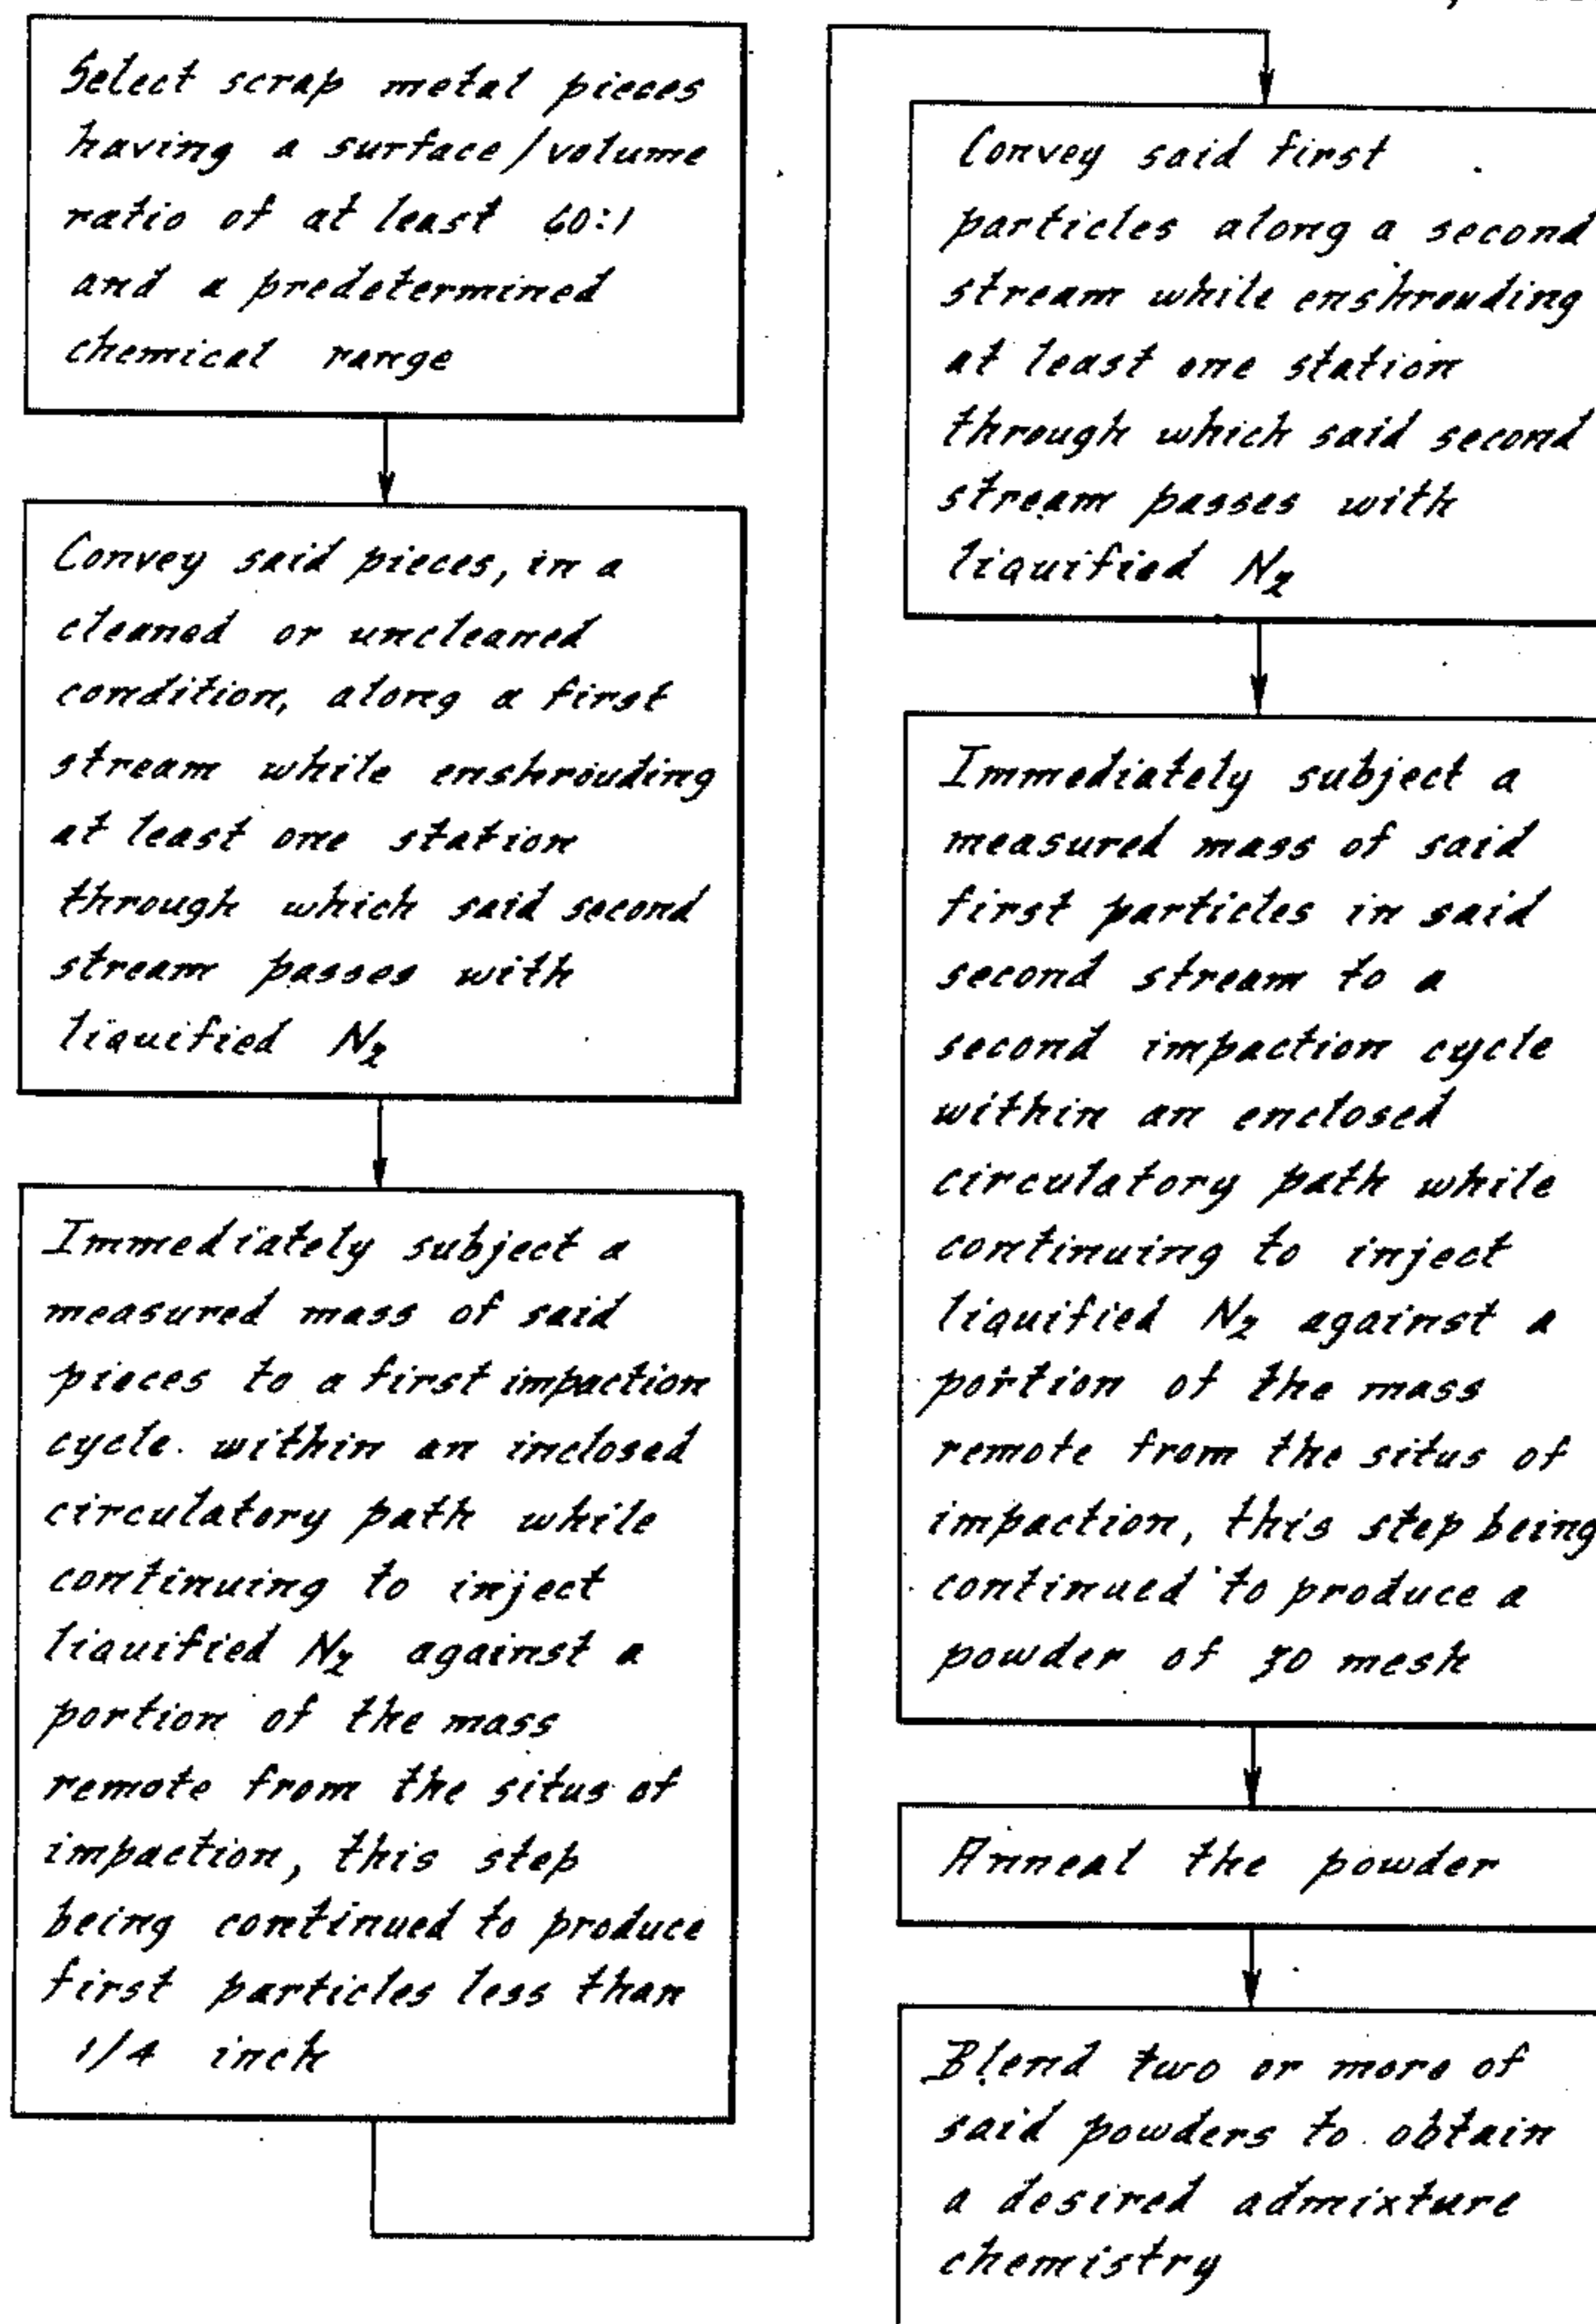 Select scrap metal pieces
having a surface/volume
ratio of at least 60:1
and a predetermined
chemical range
Convey said pieces, in a
cleaned or uncleaned
condition, along a first
stream while enshrouding
at least one station
through which said second
stream passes with
liquified N₂
Immediately subject a
measured mass of said
pieces to a first impaction
cycle within an inclosed
circulatory path while
continuing to inject
liquified N₂ against a
portion of the mass
remote from the situs of
impaction, this step
being continued to produce
first particles less than
1/4 inch
Convey said first
particles along a second
stream while enshrouding
at least one station
through which said second
stream passes with
liquified N₂
Immediately subject a
measured mass of said
first particles in said
second stream to a
second impaction cycle
within an enclosed
circulatory path while
continuing to inject
liquified N₂ against a
portion of the mass
remote from the situs of
impaction, this step being
continued to produce a
powder of 30 mesh
Anneal the powder
Blend two or more of
said powders to obtain
a desired admixture
chemistry